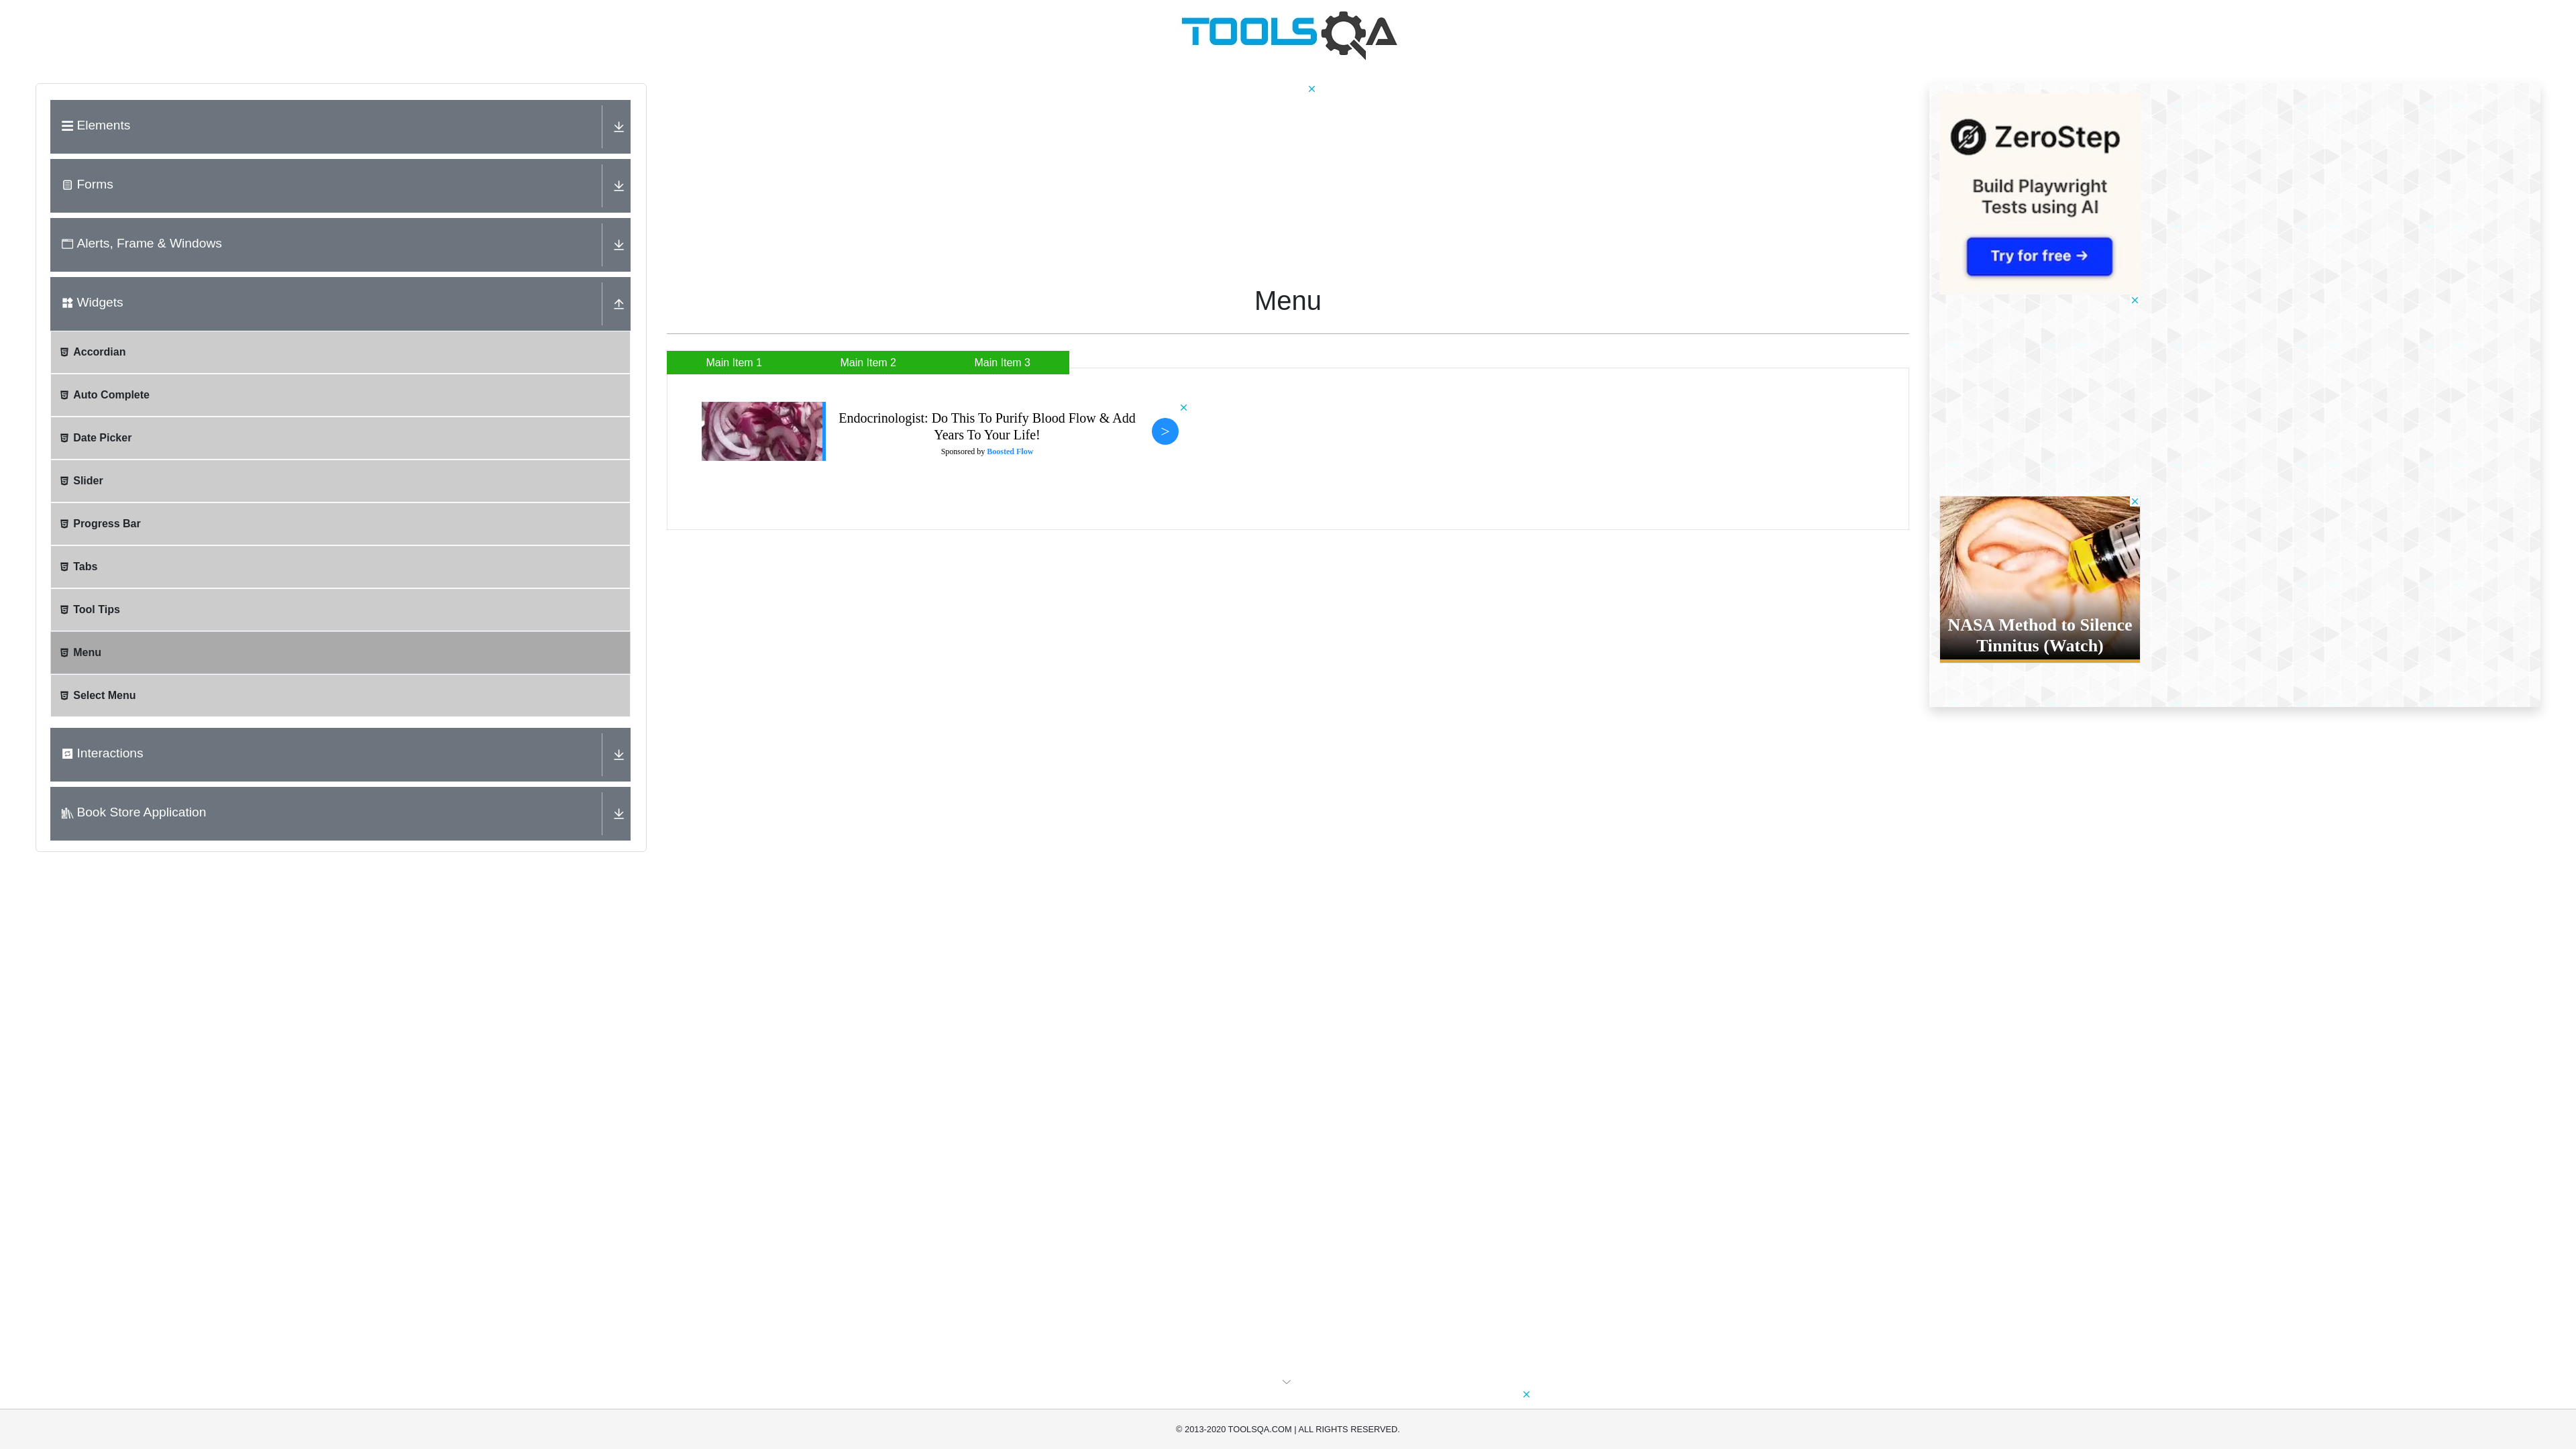 TOOLSQA
Elements
Forms
Alerts, Frame & Windows
Widgets
Accordian
Auto Complete
Date Picker
Slider
Progress Bar
Tabs
Tool Tips
Menu
Select Menu
Interactions
Book Store Application
Menu
Main Item 1
Main Item 2
Main Item 3
Endocrinologist: Do This To Purify Blood Flow & Add
Years To Your Life!
Sponsored by Boosted Flow
>
ZeroStep
Build Playwright
Tests using AI
Try for free →
NASA Method to Silence
Tinnitus (Watch)
© 2013-2020 TOOLSQA.COM | ALL RIGHTS RESERVED.